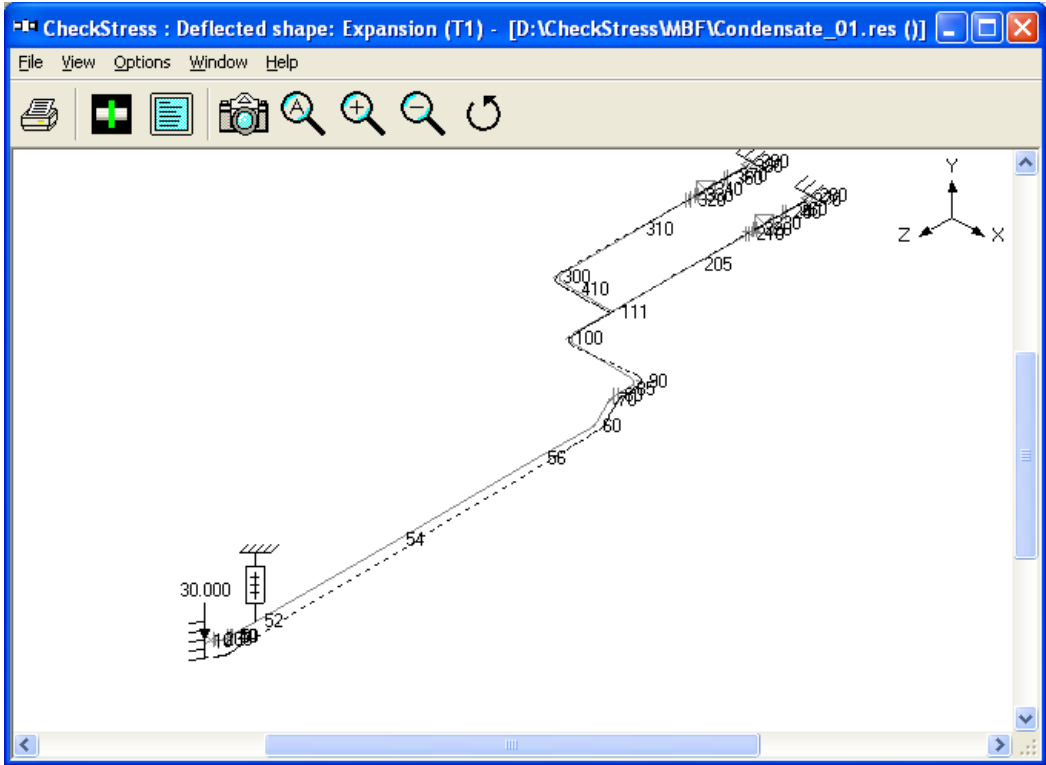 CheckStress : Deflected shape: Expansion (T1) - [D:\CheckStress\MBF\Condensate_01.res ()]
File View Options Window Help
A
Y
Z X
310
205
300
410
111
100
90
60
56
54
30.000
52